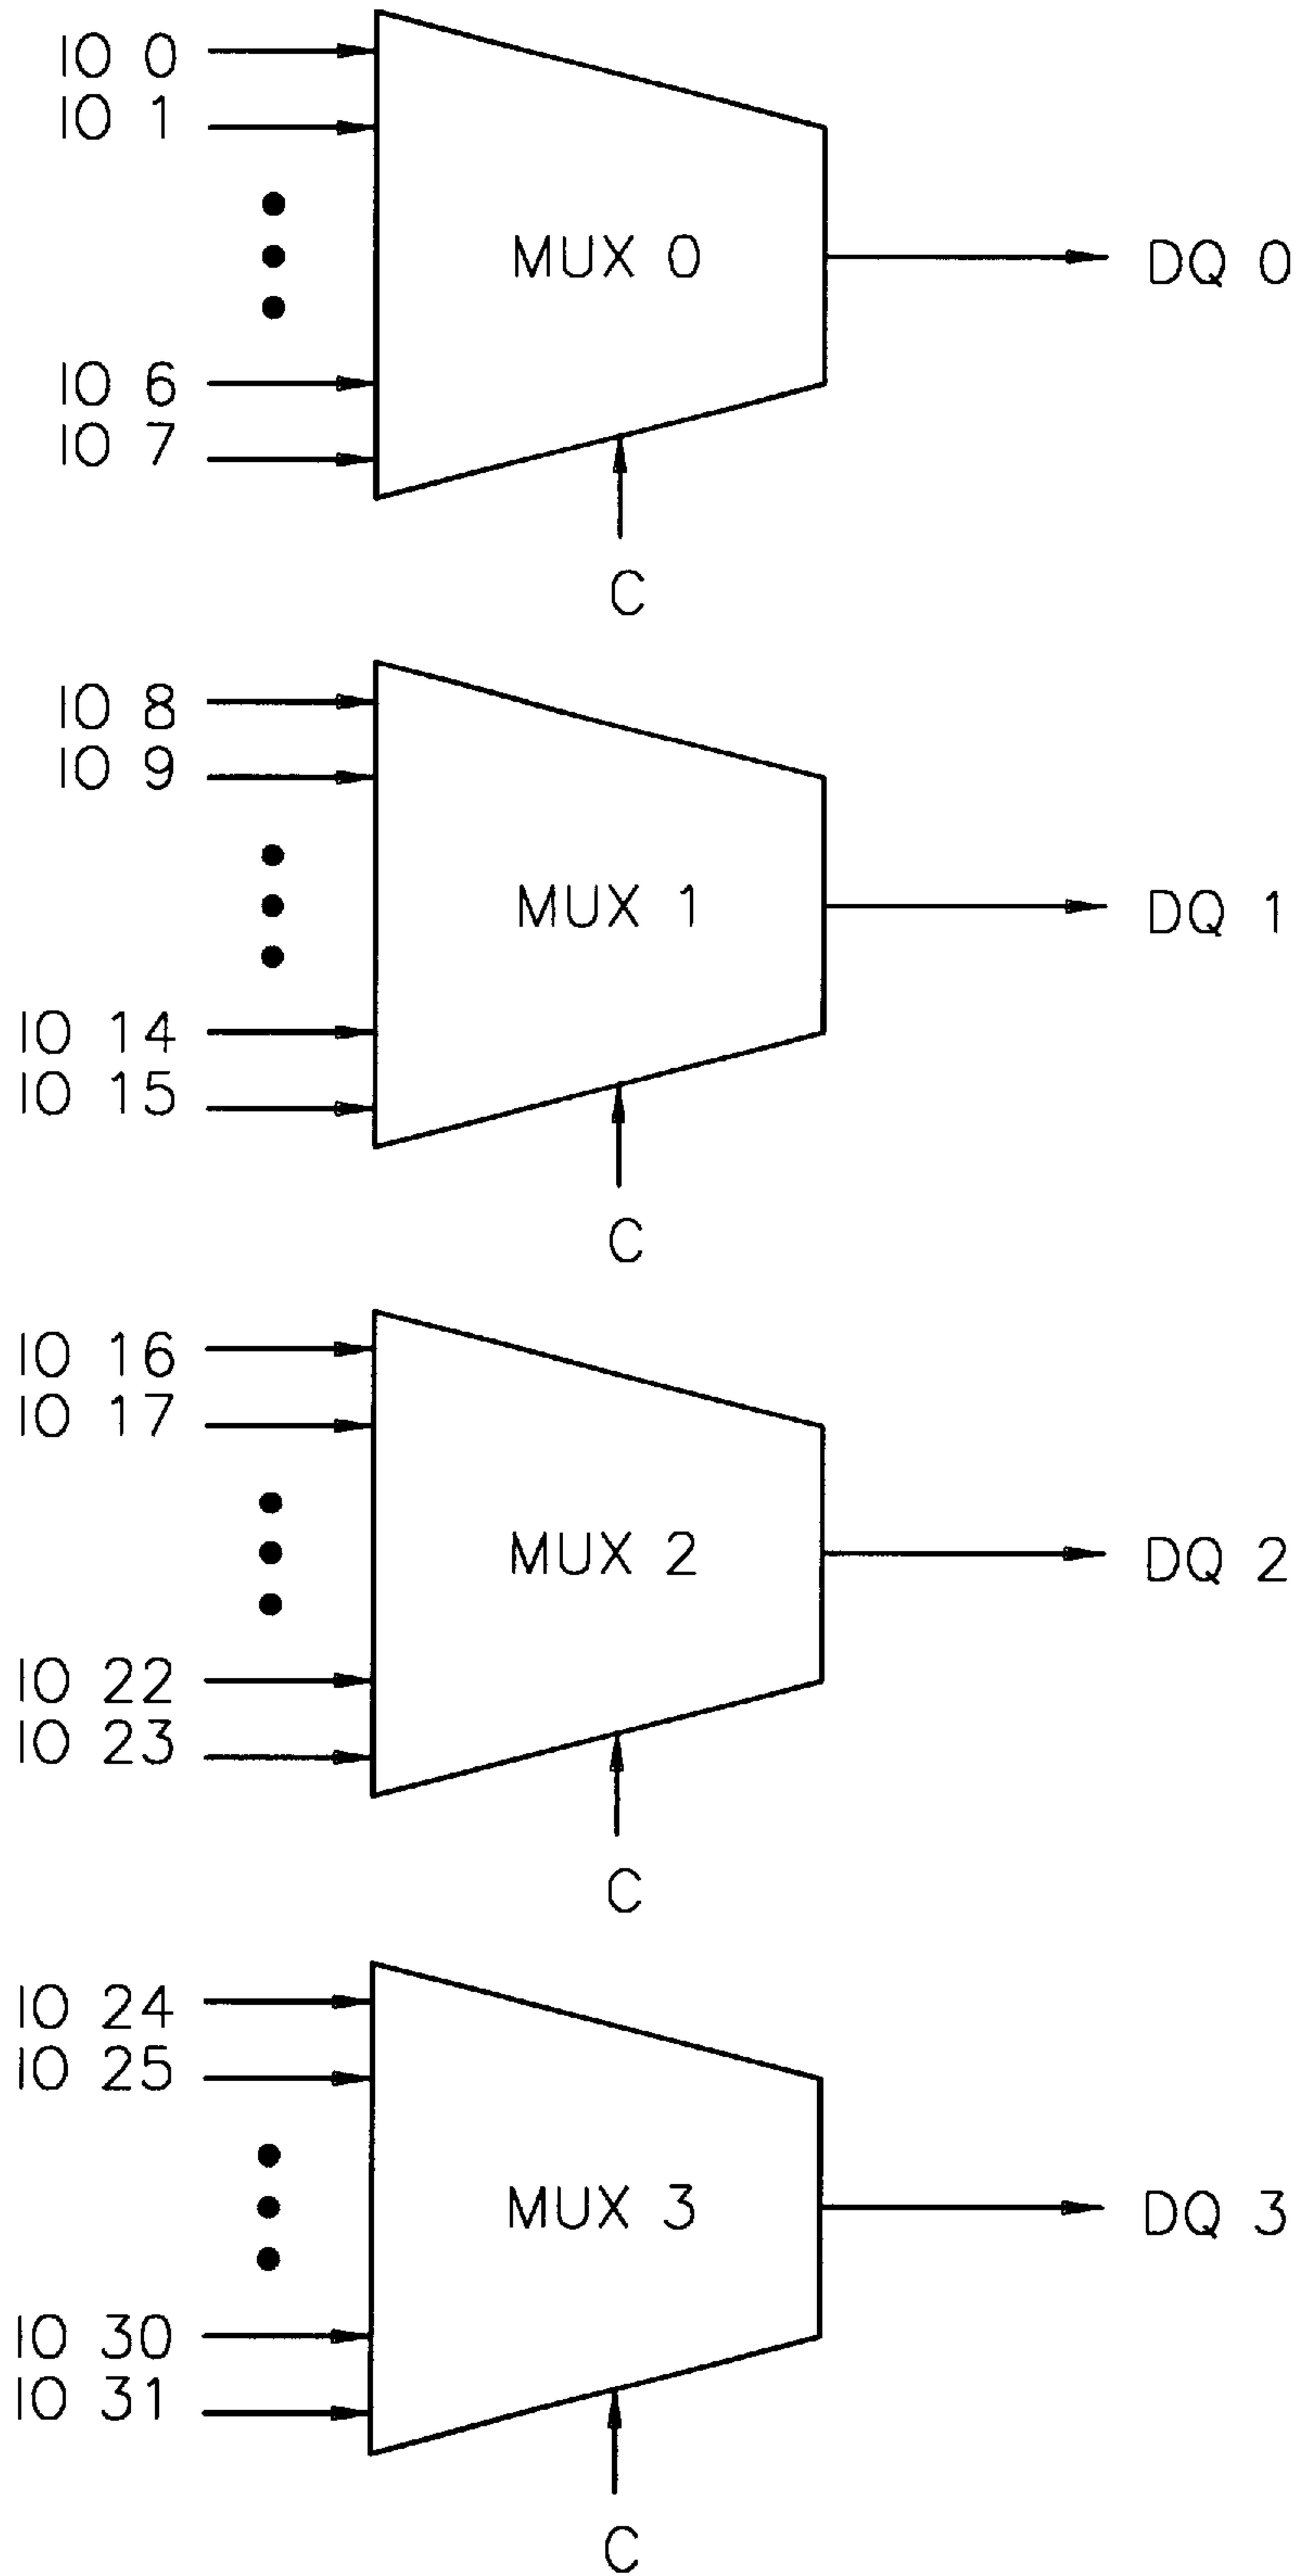 IO 0
IO 1
MUX 0
DQ 0
IO 6
IO 7
C
IO 8
IO 9
MUX 1
DQ 1
IO 14
IO 15
C
IO 16
IO 17
MUX 2
DQ 2
IO 22
IO 23
C
IO 24
IO 25
MUX 3
DQ 3
IO 30
IO 31
C